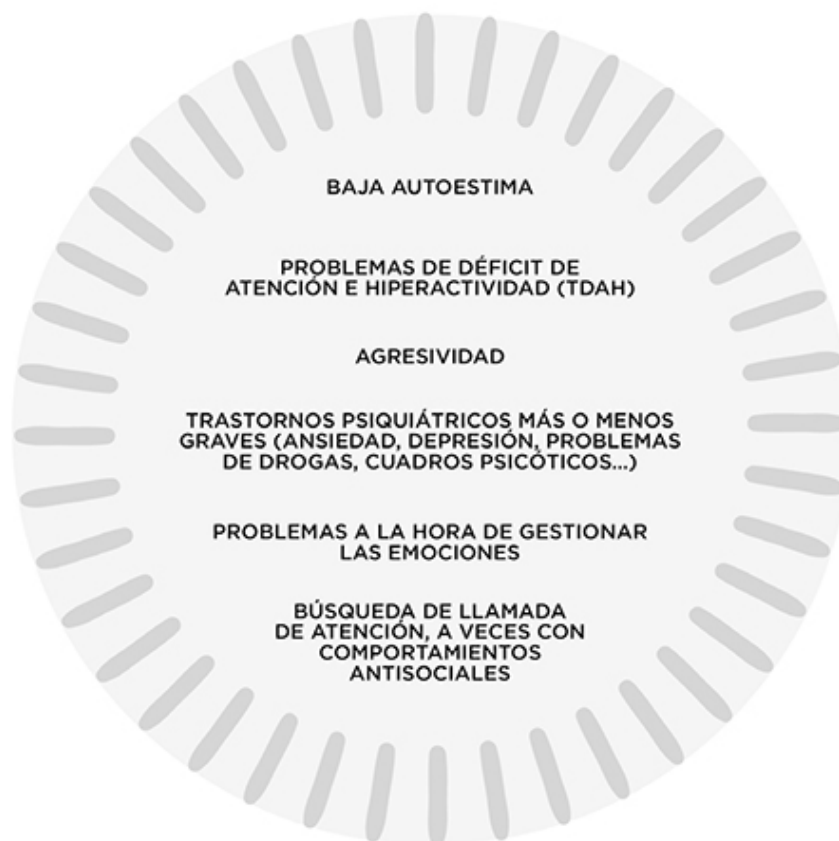 BAJA AUTOESTIMA
PROBLEMAS DE DÉFICIT DE
ATENCIÓN E HIPERACTIVIDAD (TDAH)
AGRESIVIDAD
TRASTORNOS PSIQUIÁTRICOS MÁS O MENOS
GRAVES (ANSIEDAD, DEPRESIÓN, PROBLEMAS
DE DROGAS, CUADROS PSICÓTICOS...)
PROBLEMAS A LA HORA DE GESTIONAR
LAS EMOCIONES
BÚSQUEDA DE LLAMADA
DE ATENCIÓN, A VECES CON
COMPORTAMIENTOS
ANTISOCIALES